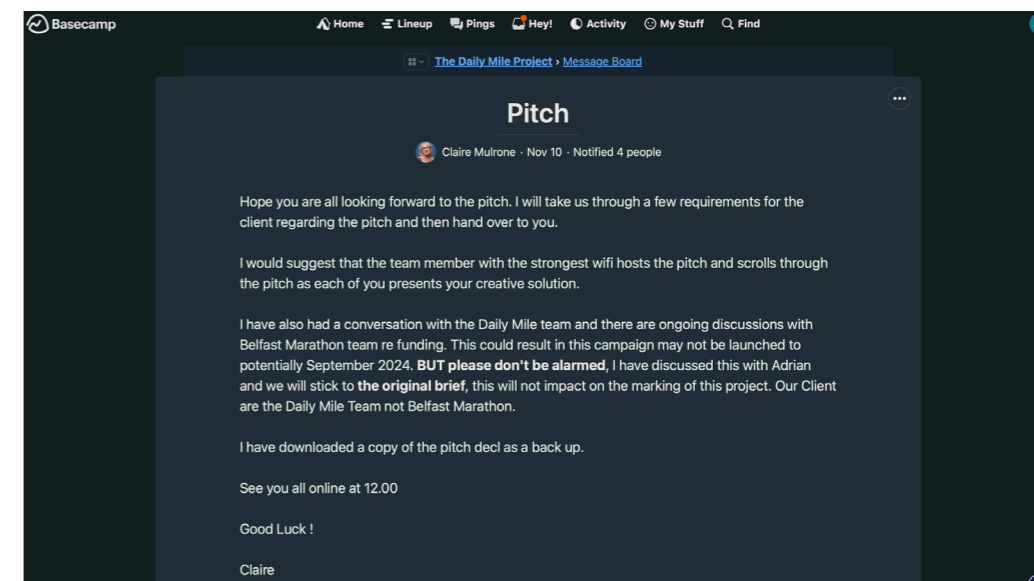 Basecamp
Home Lineup Pings Hey! Activity My Stuff Find
The Daily Mile Project › Message Board
Pitch
Claire Mulrone · Nov 10 · Notified 4 people
Hope you are all looking forward to the pitch. I will take us through a few requirements for the
client regarding the pitch and then hand over to you.
I would suggest that the team member with the strongest wifi hosts the pitch and scrolls through
the pitch as each of you presents your creative solution.
I have also had a conversation with the Daily Mile team and there are ongoing discussions with
Belfast Marathon team re funding. This could result in this campaign may not be launched to
potentially September 2024. BUT please don't be alarmed, I have discussed this with Adrian
and we will stick to the original brief, this will not impact on the marking of this project. Our Client
are the Daily Mile Team not Belfast Marathon.
I have downloaded a copy of the pitch decl as a back up.
See you all online at 12.00
Good Luck !
Claire